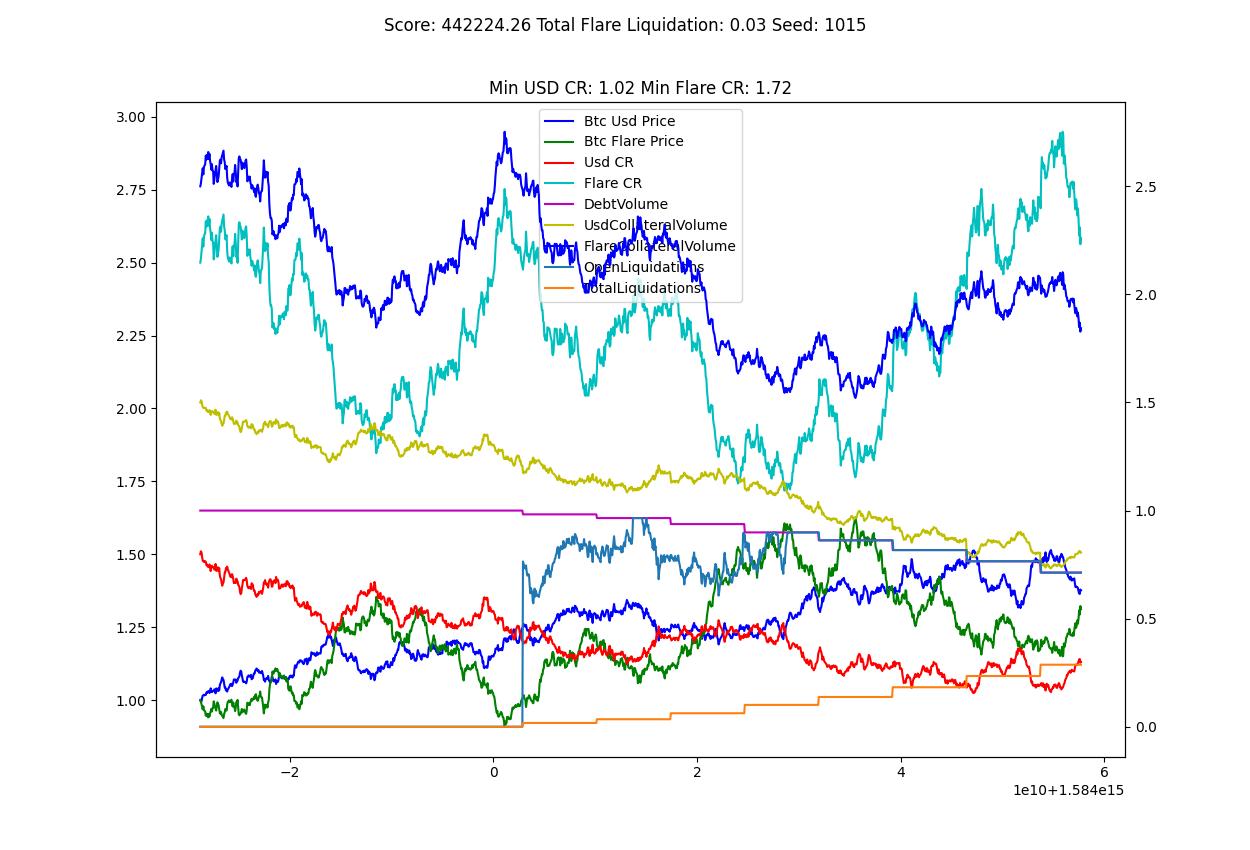 Score: 442224.26 Total Flare Liquidation: 0.03 Seed: 1015
Min USD CR: 1.02 Min Flare CR: 1.72
Btc Usd Price
Btc Flare Price
Usd CR
Flare CR
DebtVolume
UsdCollateralVolume
FlareCollateralVolume
OpenLiquidations
TotalLiquidations
3.00
2.75
2.50
2.25
2.00
1.75
1.50
1.25
1.00
2.5
2.0
1.5
1.0
0.5
0.0
−2
0
2
4
6
1e10+1.584e15